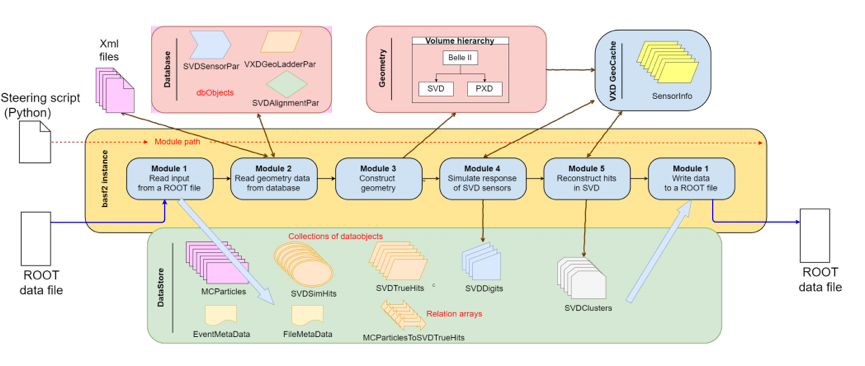 Xml
files
Steering script
(Python)
Database
SVDSensorPar
VXDGeoLadderPar
dbObjects
SVDAlignmentPar
Geometry
Volume hierarchy
Belle II
SVD
PXD
VXD GeoCache
SensorInfo
Module path
basf2 instance
Module 1
Read input
from a ROOT file
Module 2
Read geometry data
from database
Module 3
Construct
geometry
Module 4
Simulate response
of SVD sensors
Module 5
Reconstruct hits
in SVD
Module 1
Write data
to a ROOT file
ROOT
data file
ROOT
data file
DataStore
Collections of dataobjects
MCParticles
SVDSimHits
SVDTrueHits
c
SVDDigits
SVDClusters
EventMetaData
FileMetaData
Relation arrays
MCParticlesToSVDTrueHits